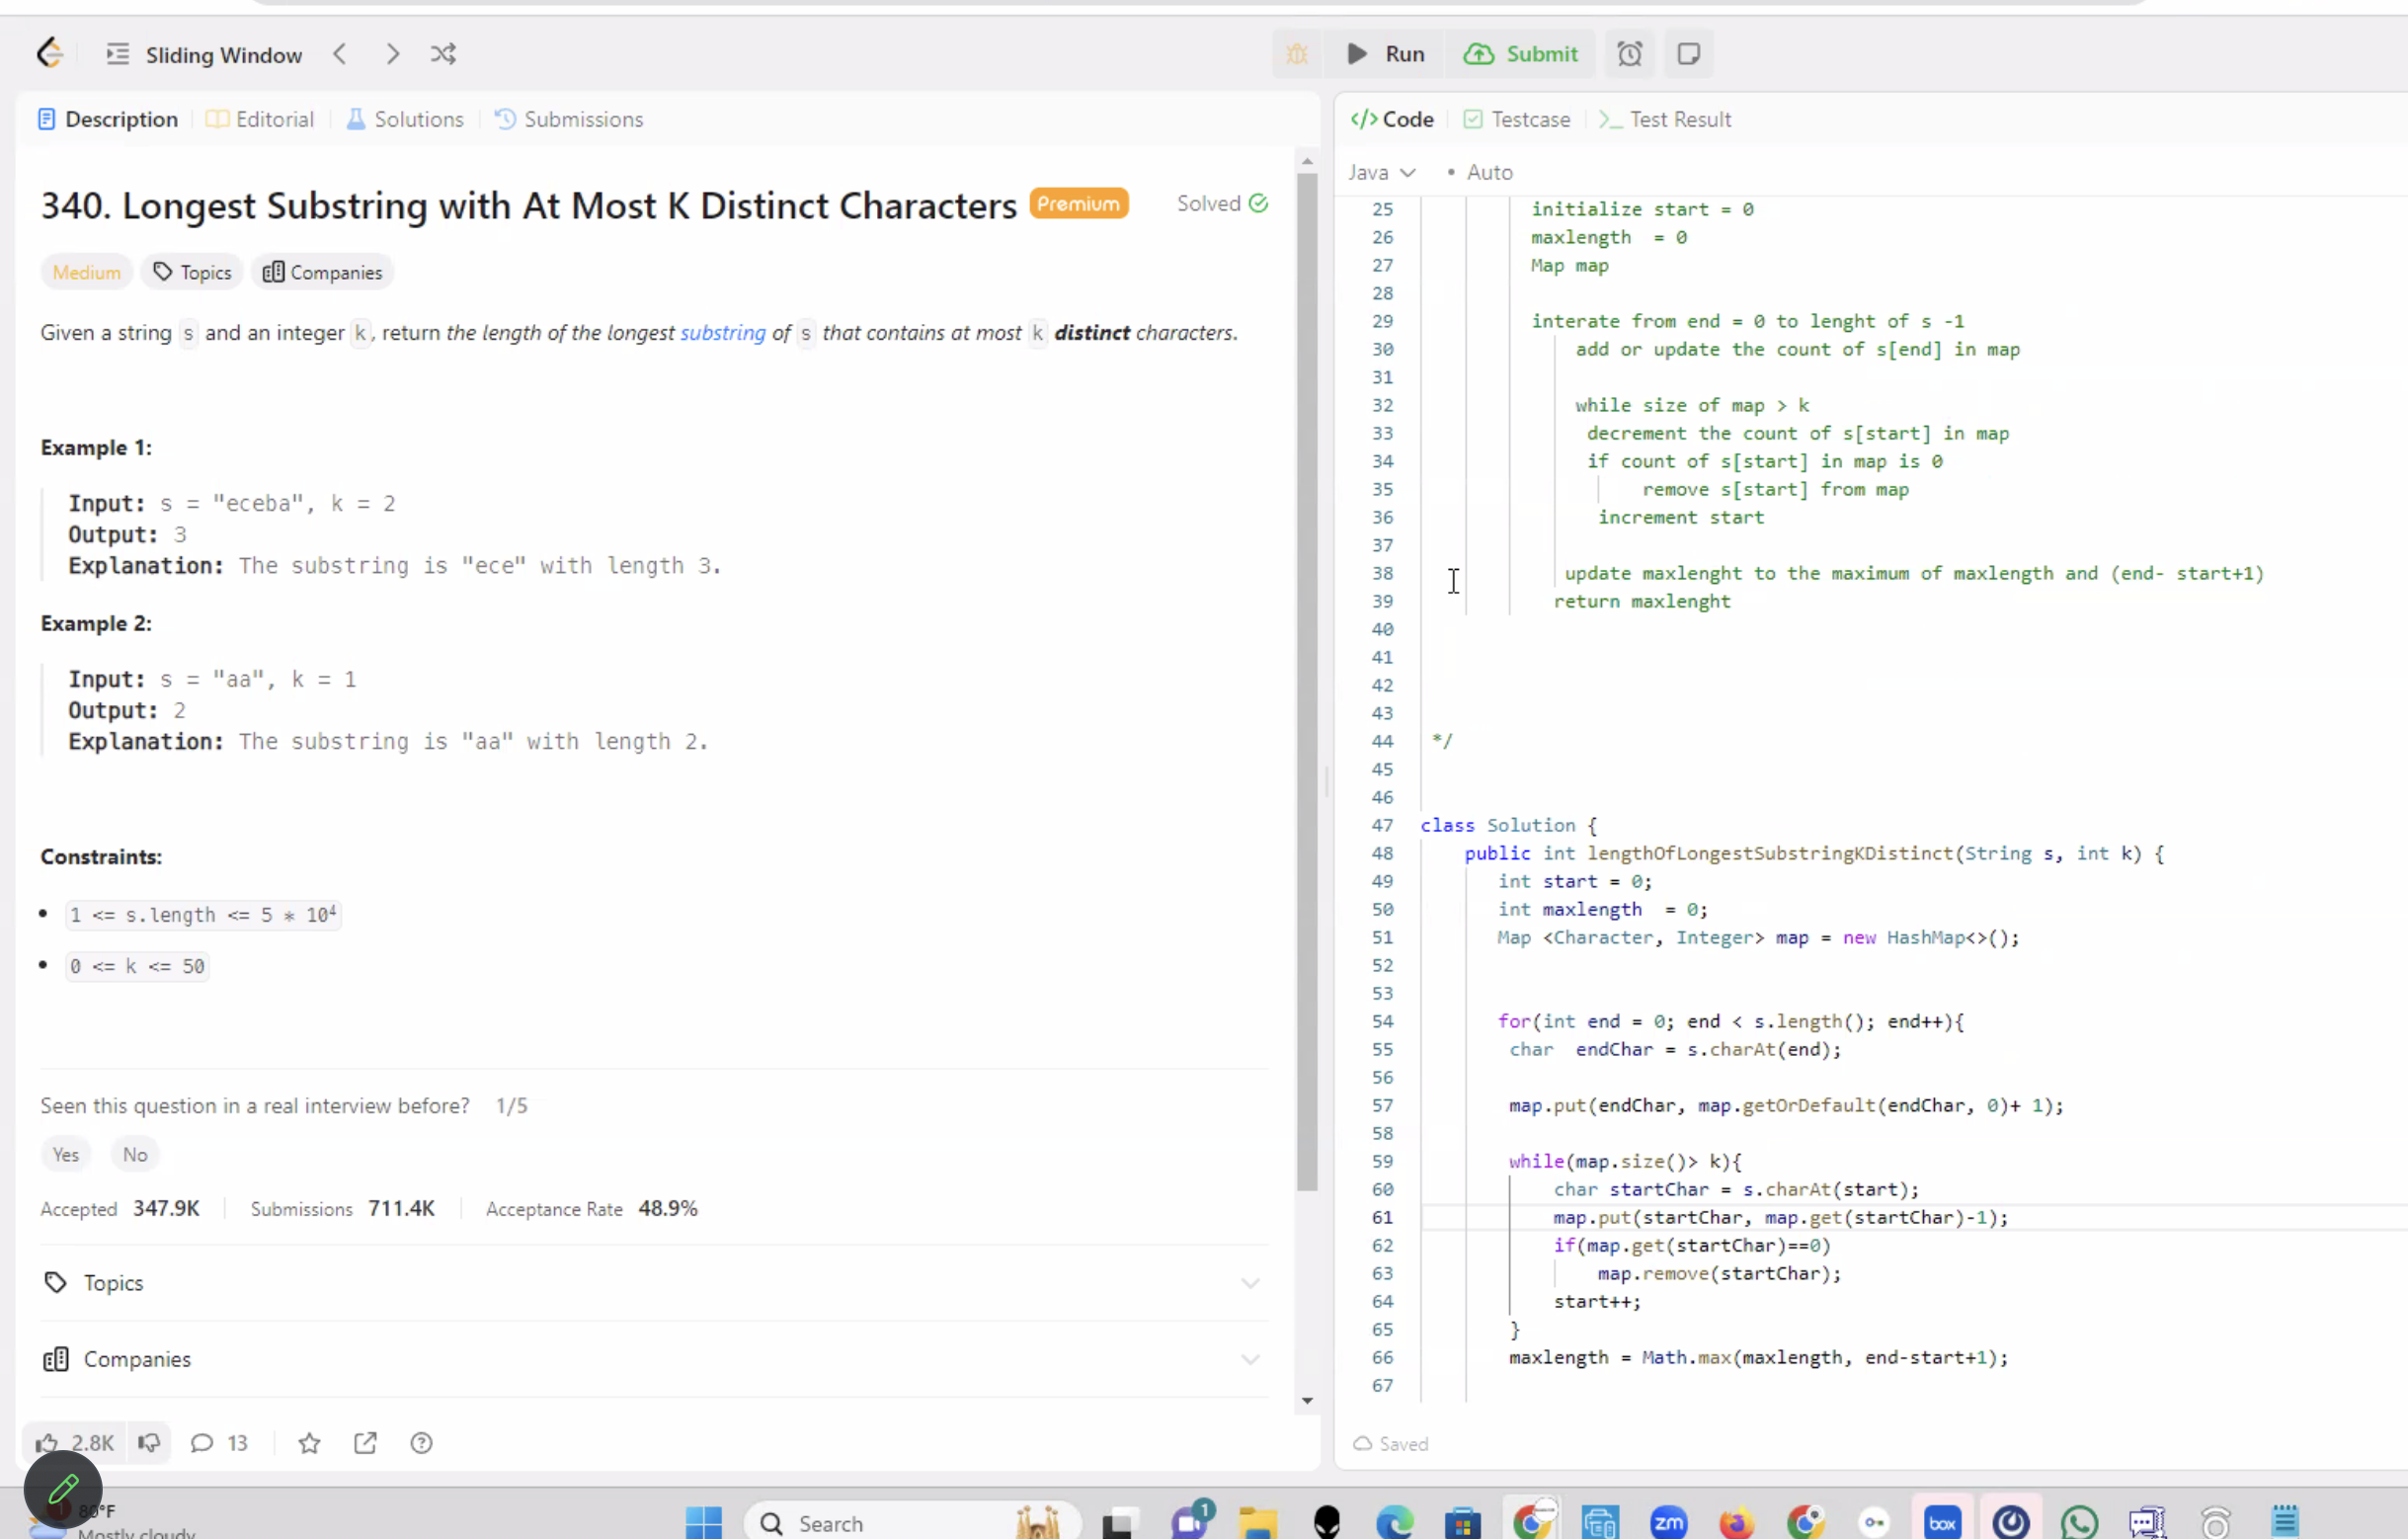 Sliding Window
Run
Submit
Description
Editorial
Solutions
Submissions
340. Longest Substring with At Most K Distinct Characters
Premium
Solved
Medium
Topics
Companies
Given a string s and an integer k, return the length of the longest substring of s that contains at most k distinct characters.
Example 1:
Input: s = "eceba", k = 2
Output: 3
Explanation: The substring is "ece" with length 3.
Example 2:
Input: s = "aa", k = 1
Output: 2
Explanation: The substring is "aa" with length 2.
Constraints:
1 <= s.length <= 5 * 10⁴
0 <= k <= 50
Seen this question in a real interview before? 1/5
Yes
No
Accepted 347.9K
Submissions 711.4K
Acceptance Rate 48.9%
Topics
Companies
2.8K
13
Code
Testcase
Test Result
Java
Auto
25 initialize start = 0
26 maxlength  = 0
27 Map map
28
29 interate from end = 0 to lenght of s -1
30 add or update the count of s[end] in map
31
32 while size of map > k
33 decrement the count of s[start] in map
34 if count of s[start] in map is 0
35 remove s[start] from map
36 increment start
37
38 update maxlenght to the maximum of maxlength and (end- start+1)
39 return maxlenght
40
41
42
43
44 */
45
46
47 class Solution {
48 public int lengthOfLongestSubstringKDistinct(String s, int k) {
49 int start = 0;
50 int maxlength  = 0;
51 Map <Character, Integer> map = new HashMap<>();
52
53
54 for(int end = 0; end < s.length(); end++){
55 char  endChar = s.charAt(end);
56
57 map.put(endChar, map.getOrDefault(endChar, 0)+ 1);
58
59 while(map.size()> k){
60 char startChar = s.charAt(start);
61 map.put(startChar, map.get(startChar)-1);
62 if(map.get(startChar)==0)
63 map.remove(startChar);
64 start++;
65 }
66 maxlength = Math.max(maxlength, end-start+1);
67
Saved
1
80°F
Mostly cloudy
Search
1
zm
box